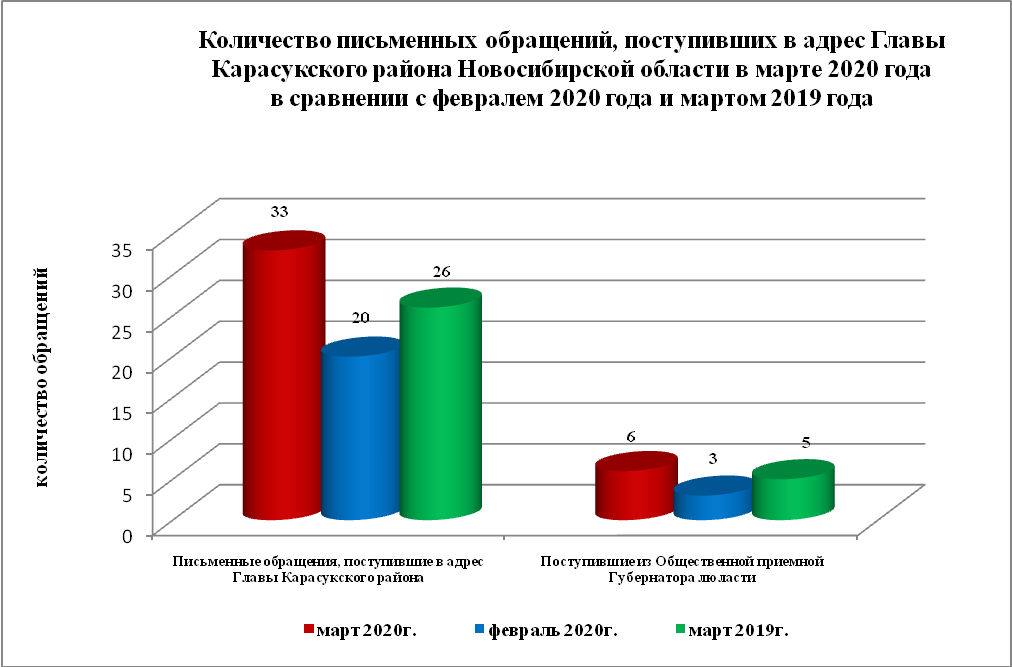 Количество письменных обращений, поступивших в адрес Главы
Карасукского района Новосибирской области в марте 2020 года
в сравнении с февралем 2020 года и мартом 2019 года
количество обращений
35
30
25
20
15
10
5
0
33
20
26
6
3
5
Письменные обращения, поступившие в адрес
Главы Карасукского района
Поступившие из Общественной приемной
Губернатора люласти
март 2020г.
февраль 2020г.
март 2019г.